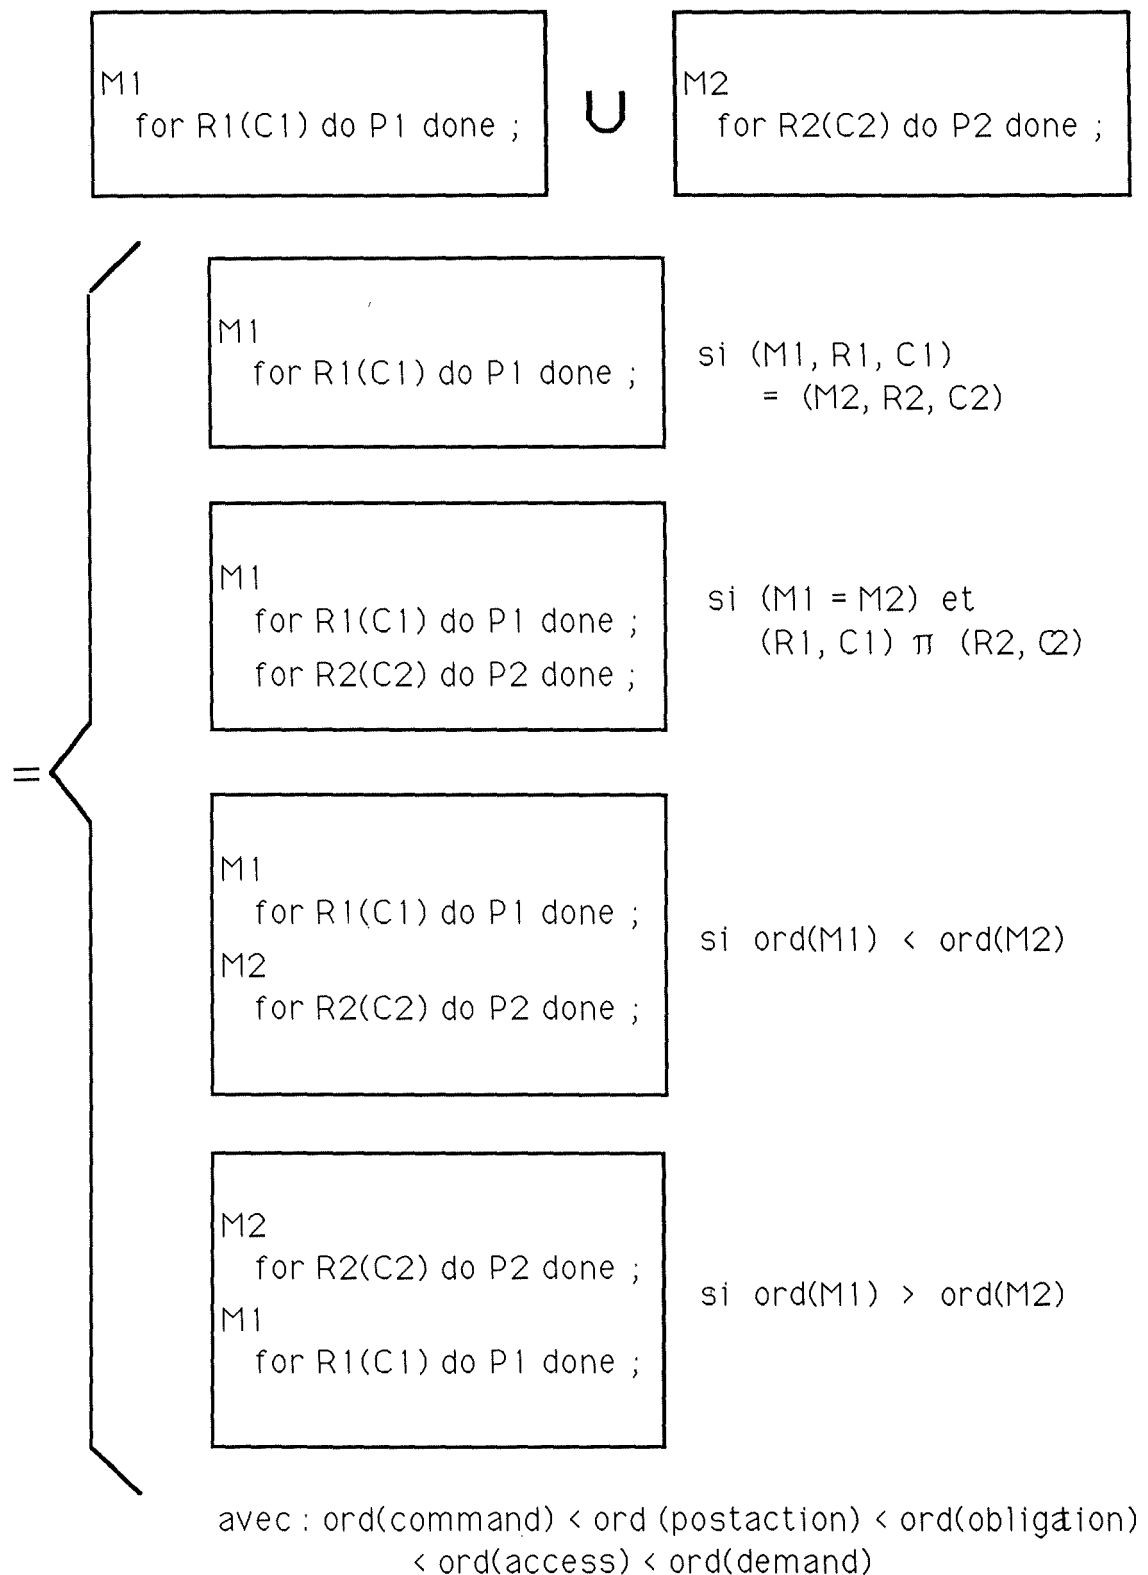 M1
for R1(C1) do P1 done ;
∪
M2
for R2(C2) do P2 done ;
M1
for R1(C1) do P1 done ;
si (M1, R1, C1)
= (M2, R2, C2)
M1
for R1(C1) do P1 done ;
for R2(C2) do P2 done ;
si (M1 = M2) et
(R1, C1) π (R2, C2)
=
M1
for R1(C1) do P1 done ;
M2
for R2(C2) do P2 done ;
si ord(M1) < ord(M2)
M2
for R2(C2) do P2 done ;
M1
for R1(C1) do P1 done ;
si ord(M1) > ord(M2)
avec : ord(command) < ord (postaction) < ord(obligation)
< ord(access) < ord(demand)